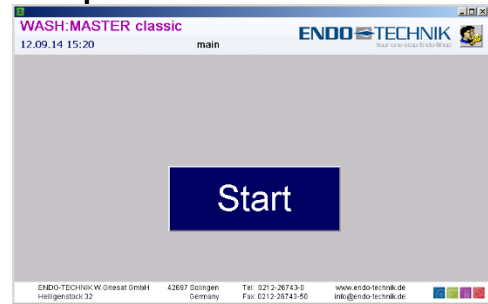 WASH:MASTER classic
12.09.14 15:20
main
ENDO TECHNIK
Your one-stop Endo-Shop
Start
ENDO-TECHNIK W.Griesat GmbH 42697 Solingen Tel: 0212-26743-0 www.endo-technik.de
Heiligenstock 32 Germany Fax: 0212-26743-50 info@endo-technik.de